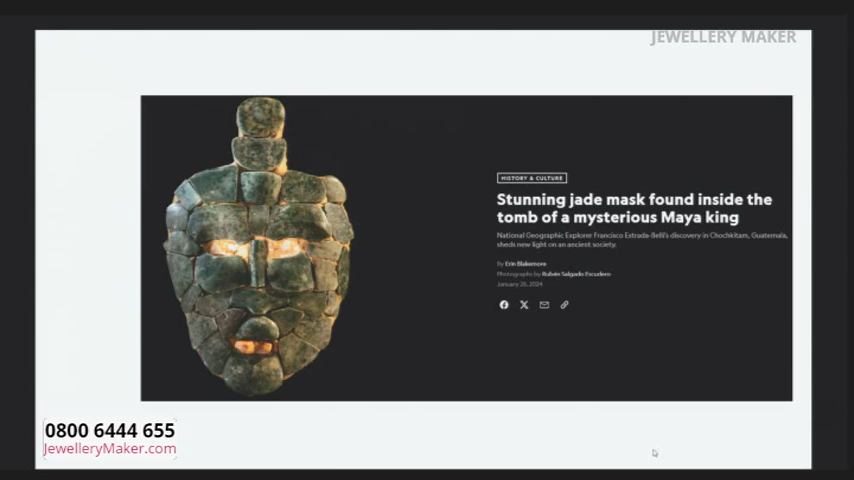 JEWELLERY MAKER
HISTORY & CULTURE
Stunning jade mask found inside the
tomb of a mysterious Maya king
National Geographic Explorer Francisco Estrada-Belli's discovery in Chochkitam, Guatemala,
sheds new light on an ancient society.
By Erin Blakemore
Photographs by Rubén Salgado Escudero
January 26, 2024
0800 6444 655
JewelleryMaker.com